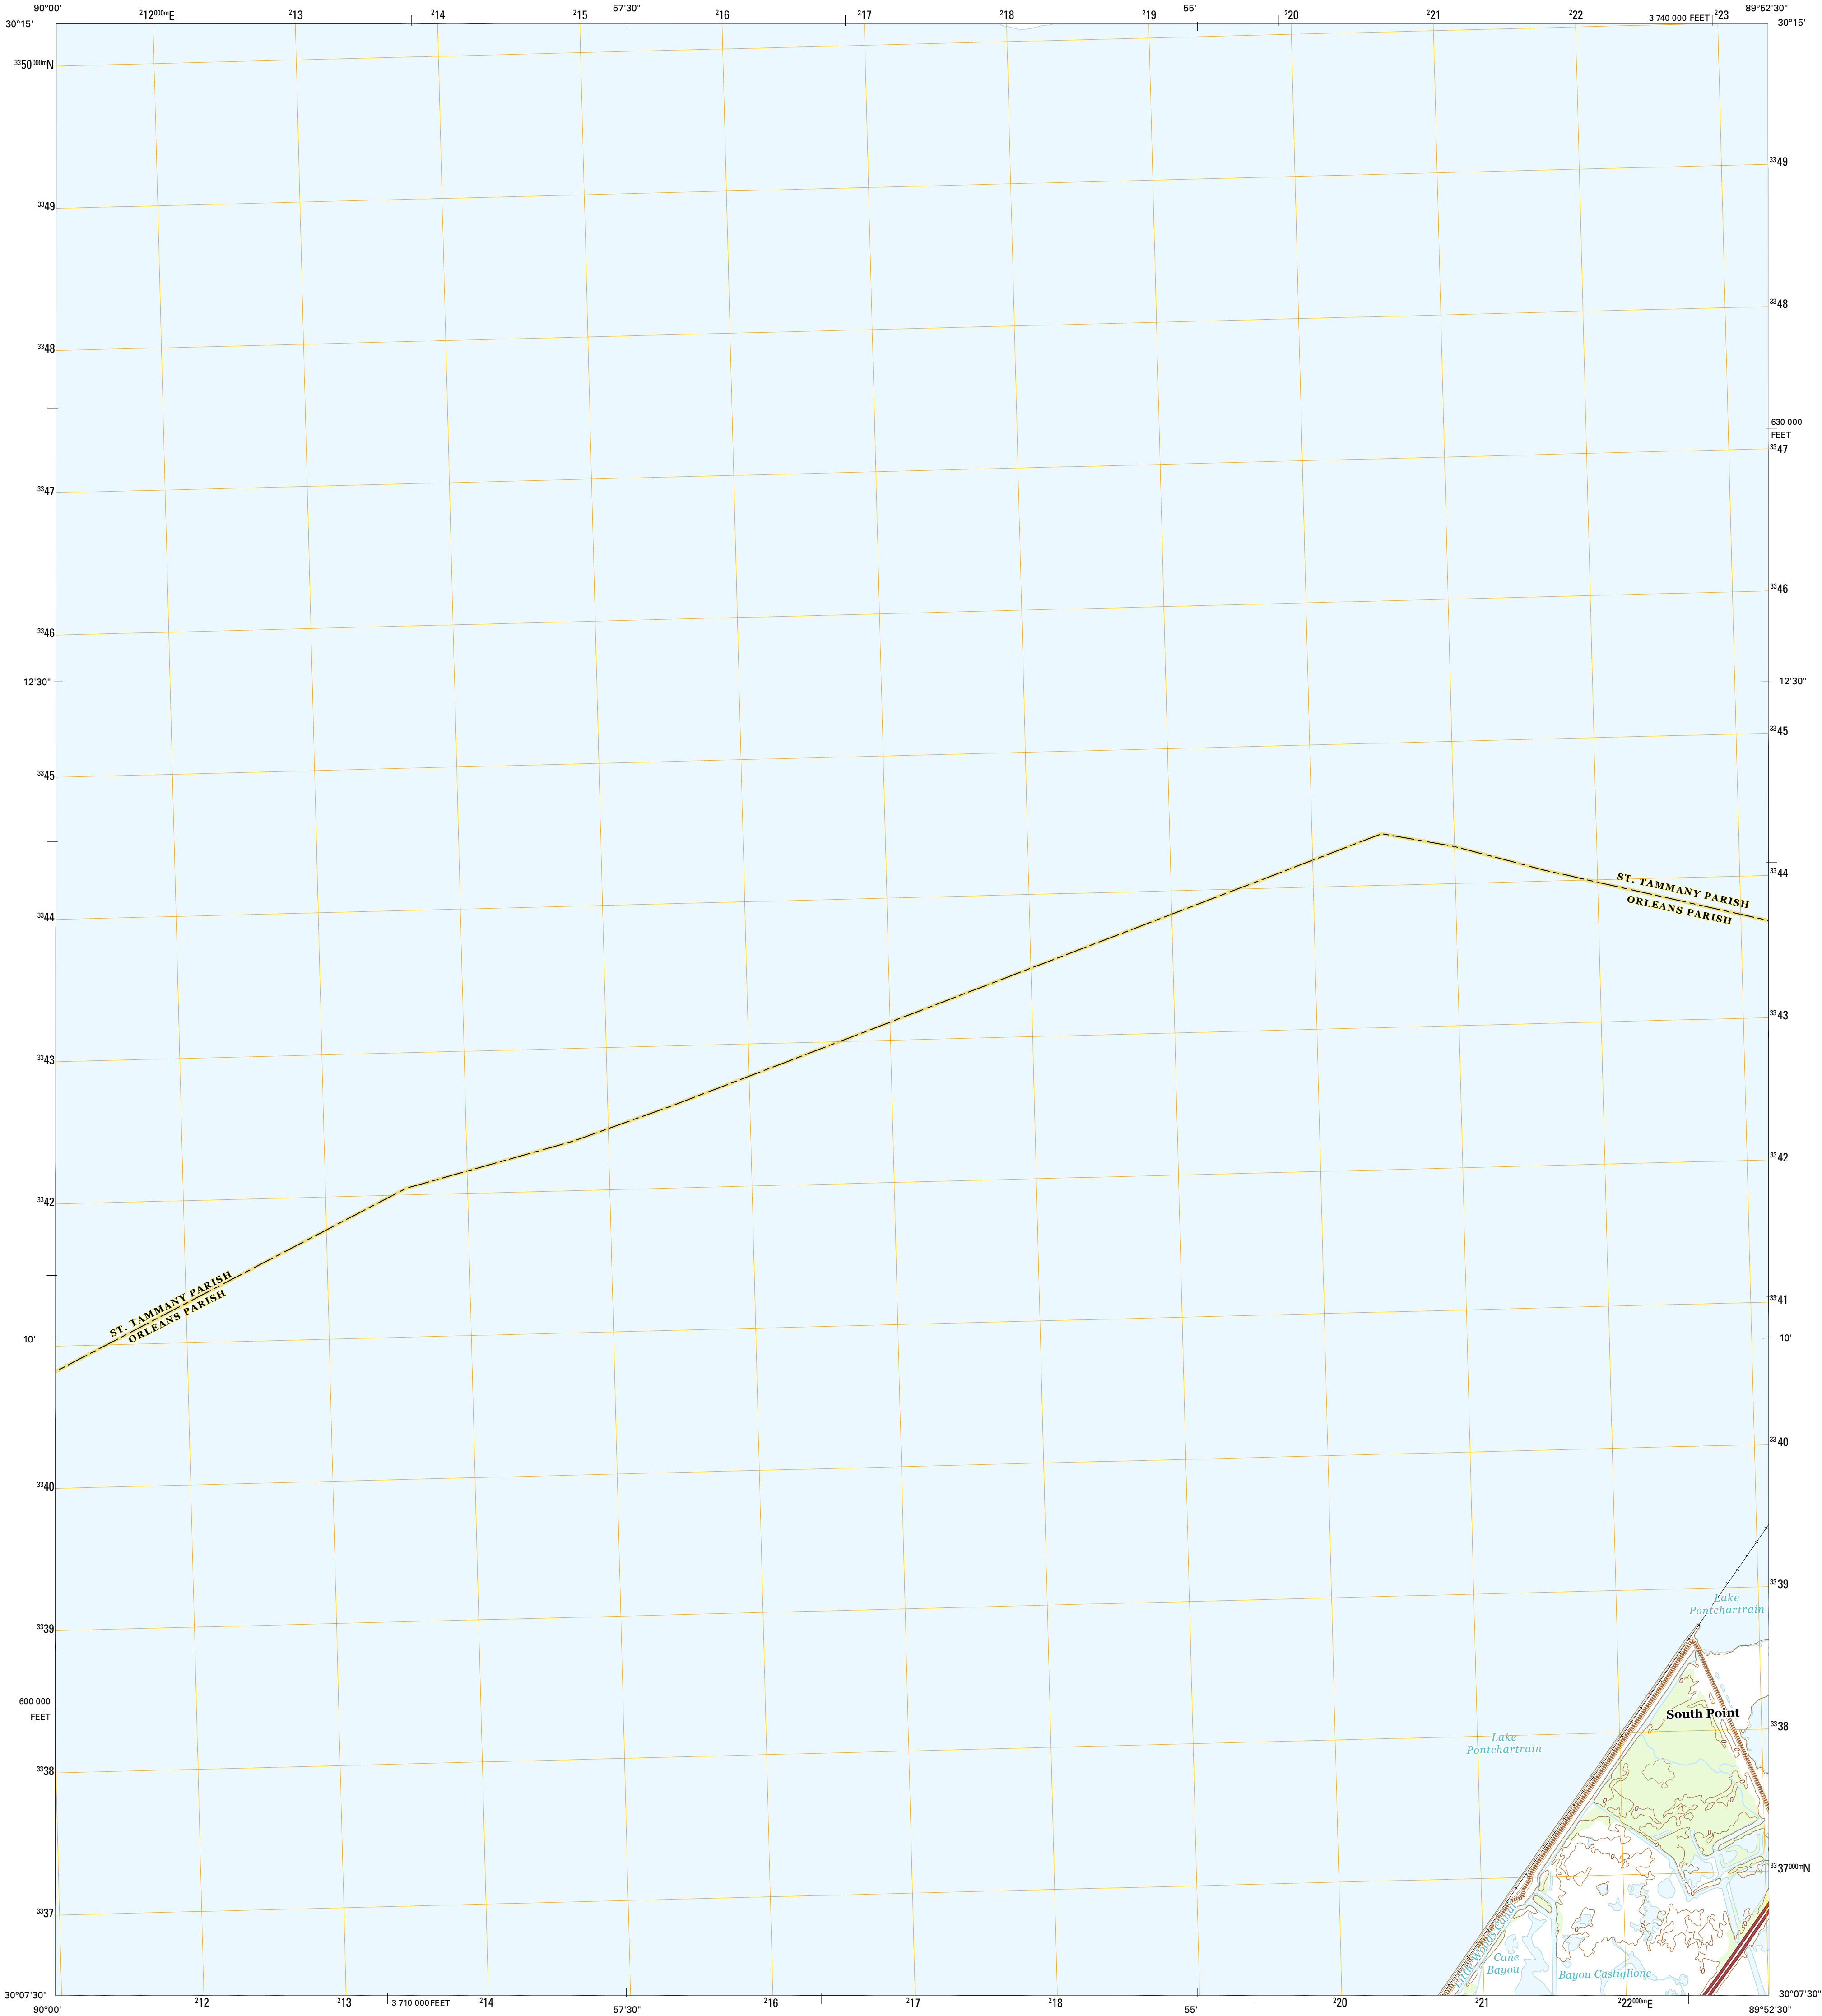 90°00' ²12⁰⁰⁰ᵐE ²13 ²14 ²15 57'30" ²16 ²17 ²18 ²19 55' ²20 ²21 ²22 3 740 000 FEET ²23 89°52'30"
30°15' 30°15'
³³50⁰⁰⁰ᵐN
³³49
³³49
³³48
³³48
630 000
FEET
³³47
³³47
³³46
³³46
12'30" 12'30"
³³45
³³45
³³44
ST. TAMMANY PARISH
ORLEANS PARISH
³³44
³³43
³³43
³³42
³³42
ST. TAMMANY PARISH
ORLEANS PARISH
³³41
10' 10'
³³40
³³40
³³39
Lake
Pontchartrain
³³39
600 000
FEET
South Point
³³38
Lake
Pontchartrain
³³38
³³37⁰⁰⁰ᵐN
³³37
Little Woods Canal
Cane
Bayou
Bayou Castiglione
30°07'30" 30°07'30"
90°00' ²12 ²13 3 710 000 FEET ²14 57'30" ²16 ²17 ²18 55' ²20 ²21 ²22⁰⁰⁰ᵐE 89°52'30"